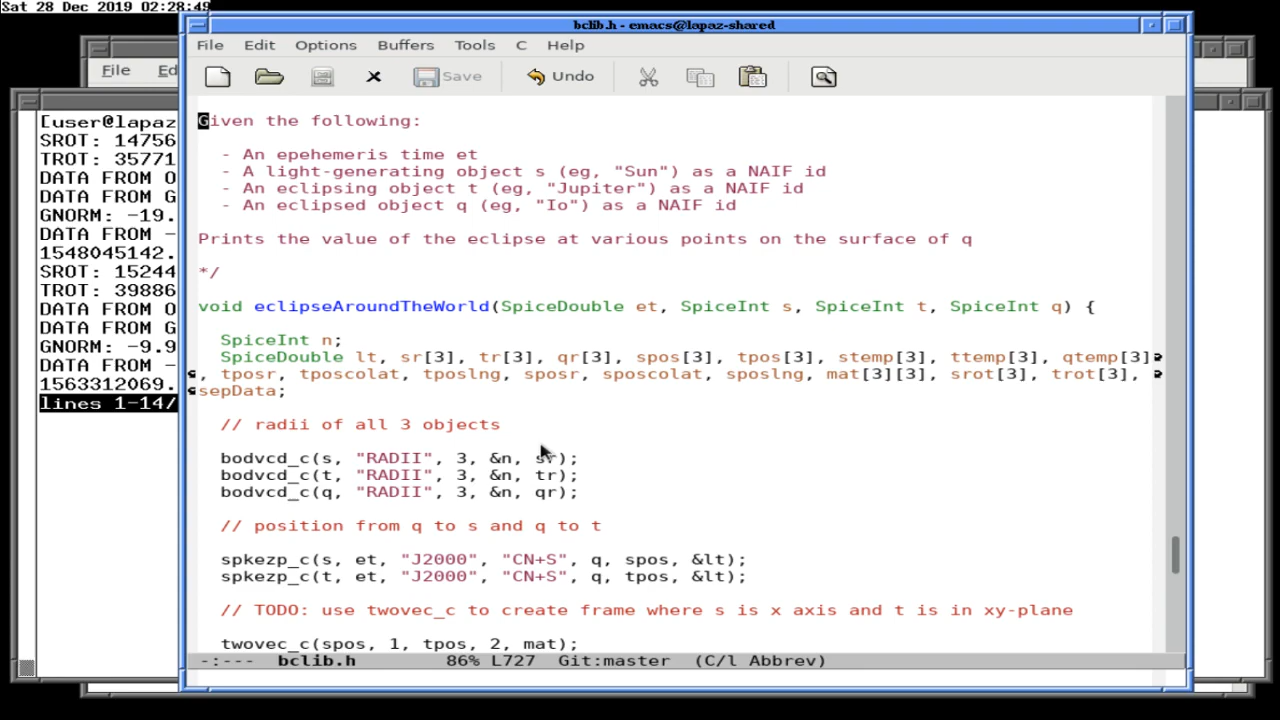 Sat 28 Dec 2019 02:28:49
bclib.h - emacs@lapaz-shared
File Edit Options Buffers Tools C Help
Save Undo
File Ed
[user@lapaz
SROT: 14756
TROT: 35771
DATA FROM O
DATA FROM G
GNORM: -19.
DATA FROM -
1548045142.
SROT: 15244
TROT: 39886
DATA FROM O
DATA FROM G
GNORM: -9.9
DATA FROM -
1563312069.
lines 1-14/
Given the following:
- An epehemeris time et
- A light-generating object s (eg, "Sun") as a NAIF id
- An eclipsing object t (eg, "Jupiter") as a NAIF id
- An eclipsed object q (eg, "Io") as a NAIF id
Prints the value of the eclipse at various points on the surface of q
*/
void eclipseAroundTheWorld(SpiceDouble et, SpiceInt s, SpiceInt t, SpiceInt q) {
SpiceInt n;
SpiceDouble lt, sr[3], tr[3], qr[3], spos[3], tpos[3], stemp[3], ttemp[3], qtemp[3]
, tposr, tposcolat, tposlng, sposr, sposcolat, sposlng, mat[3][3], srot[3], trot[3],
sepData;
// radii of all 3 objects
bodvcd_c(s, "RADII", 3, &n, sr);
bodvcd_c(t, "RADII", 3, &n, tr);
bodvcd_c(q, "RADII", 3, &n, qr);
// position from q to s and q to t
spkezp_c(s, et, "J2000", "CN+S", q, spos, &lt);
spkezp_c(t, et, "J2000", "CN+S", q, tpos, &lt);
// TODO: use twovec_c to create frame where s is x axis and t is in xy-plane
twovec_c(spos, 1, tpos, 2, mat);
-:--- bclib.h 86% L727 Git:master (C/l Abbrev)